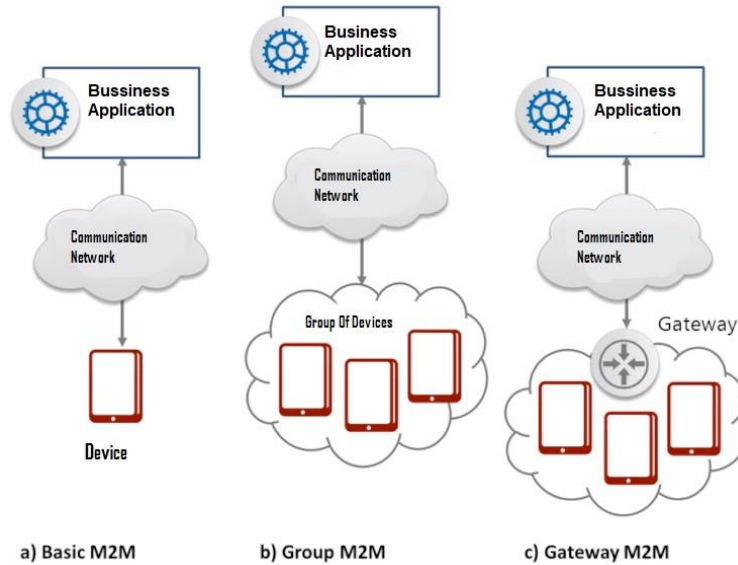 Bussiness
Application
Communication
Network
Device
a) Basic M2M
Business
Application
Communication
Network
Group Of Devices
b) Group M2M
Bussiness
Application
Communication
Network
Gateway
c) Gateway M2M